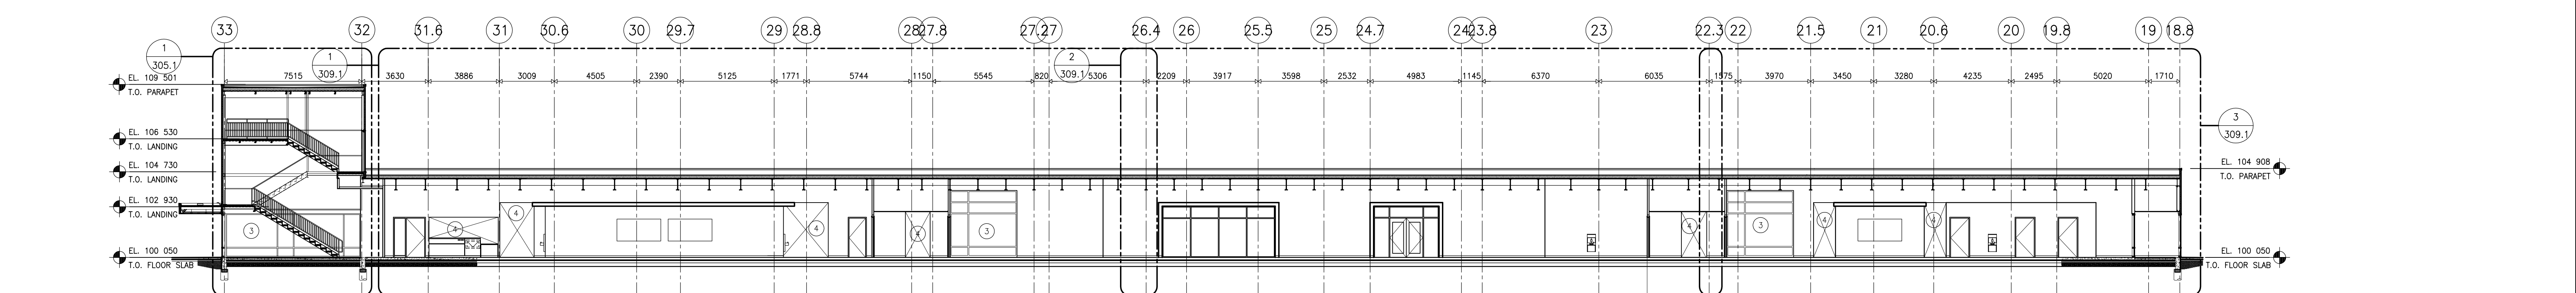 33 32 31.6 31 30.6 30 29.7 29 28.8 28 27.8 27.2 27 26.4 26 25.5 25 24.7 24 23.8 23 22.3 22 21.5 21 20.6 20 19.8 19 18.8
1
305.1
1
309.1
2
309.1
7515 3630 3886 3009 4505 2390 5125 1771 5744 1150 5545 820 5306 2209 3917 3598 2532 4983 1145 6370 6035 1575 3970 3450 3280 4235 2495 5020 1710
EL. 109 501
T.O. PARAPET
3
309.1
EL. 106 530
T.O. LANDING
EL. 104 730
T.O. LANDING
EL. 104 908
T.O. PARAPET
EL. 102 930
T.O. LANDING
3 4 4 4 4 3 4 3 4 4
EL. 100 050
T.O. FLOOR SLAB
EL. 100 050
T.O. FLOOR SLAB